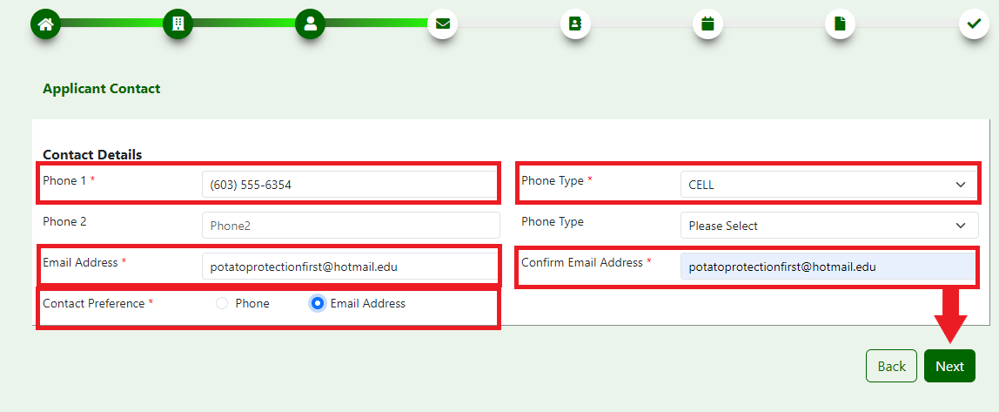 Applicant Contact
Contact Details
Phone 1 * (603) 555-6354 Phone Type * CELL
Phone 2 Phone2 Phone Type Please Select
Email Address * potatoprotectionfirst@hotmail.edu Confirm Email Address * potatoprotectionfirst@hotmail.edu
Contact Preference * Phone Email Address
Back Next